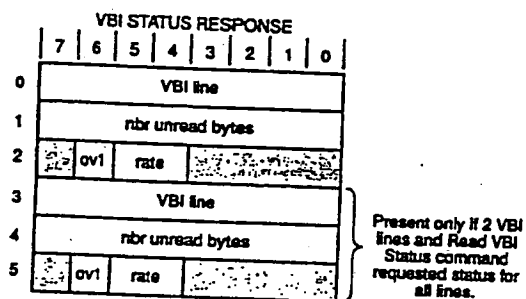 VBI STATUS RESPONSE
7 6 5 4 3 2 1 0
0 VBI line
1 nbr unread bytes
2 ov1 rate
3 VBI line
4 nbr unread bytes
5 ov1 rate
Present only if 2 VBI
lines and Read VBI
Status command
requested status for
all lines.